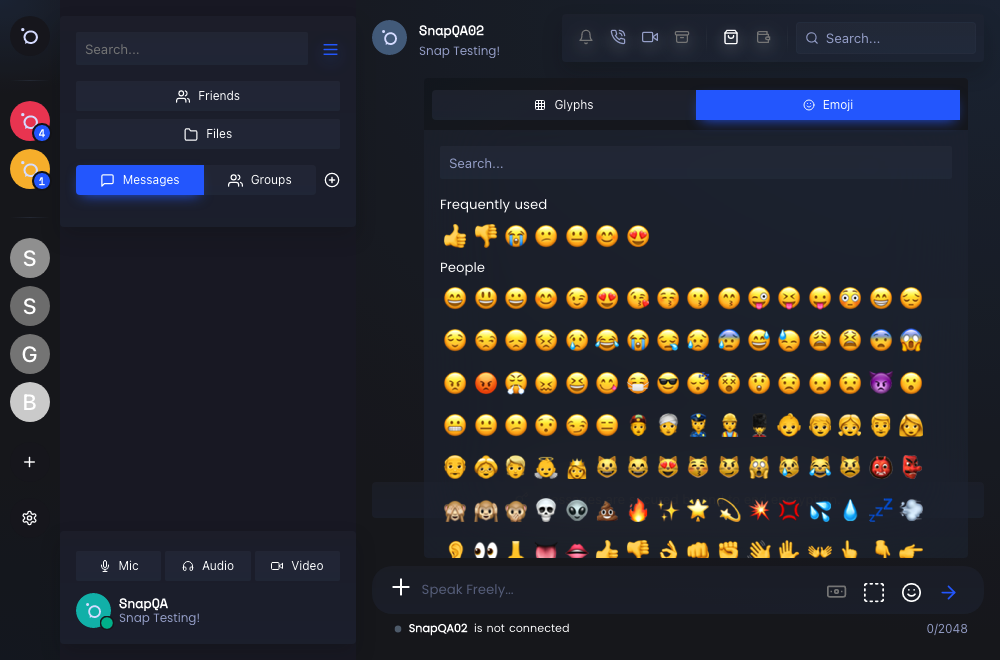 4
1
S
S
G
B
Search...
Friends
Files
Messages
Groups
Mic
Audio
Video
SnapQA
Snap Testing!
SnapQA02
Snap Testing!
Search...
Glyphs
Emoji
Search...
Frequently used
People
Speak Freely...
SnapQA02 is not connected
0/2048